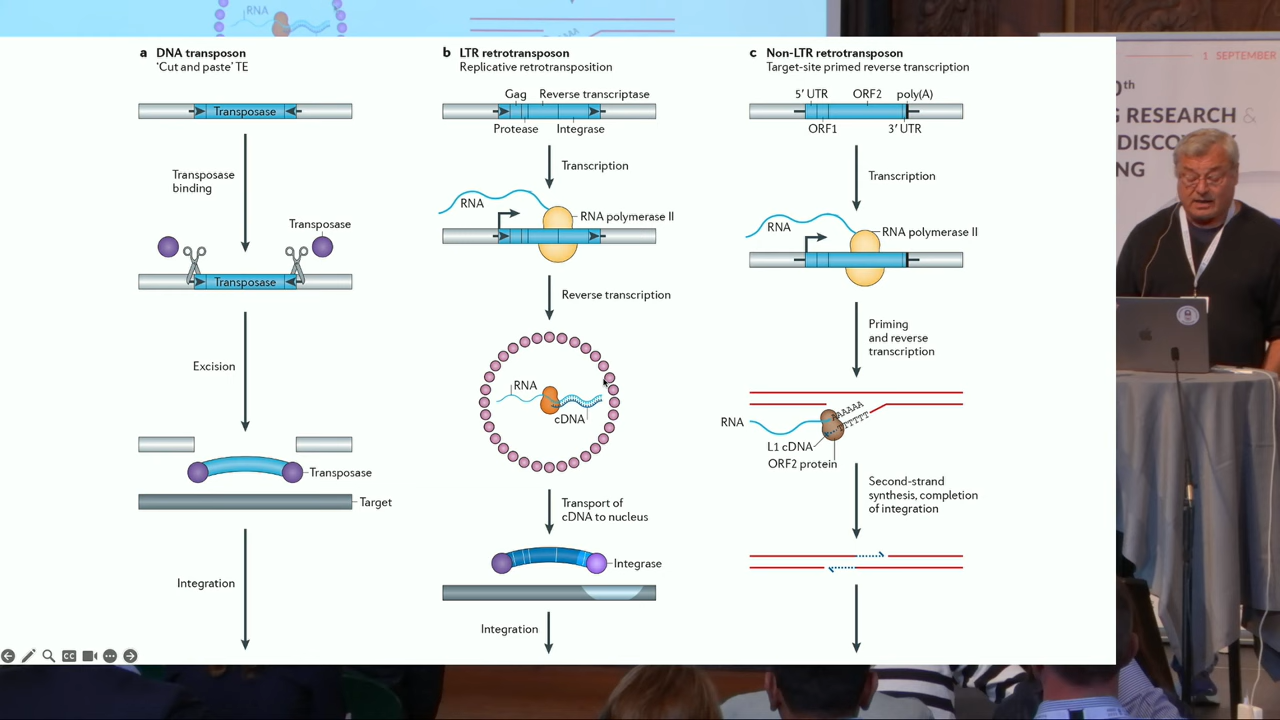 RNA
a DNA transposon
'Cut and paste' TE
Transposase
Transposase
binding
Transposase
Transposase
Excision
Transposase
Target
Integration
b LTR retrotransposon
Replicative retrotransposition
Gag Reverse transcriptase
Protease Integrase
Transcription
RNA
RNA polymerase II
Reverse transcription
RNA
cDNA
Transport of
cDNA to nucleus
Integrase
Integration
c Non-LTR retrotransposon
Target-site primed reverse transcription
5′ UTR ORF2 poly(A)
ORF1 3′ UTR
Transcription
RNA
RNA polymerase II
Priming
and reverse
transcription
RNA
AAAAAA
TTTTTT
L1 cDNA
ORF2 protein
Second-strand
synthesis, completion
of integration
CC
1 SEPTEMBER
0th
G RESEARCH &
DISCOVERY
NG